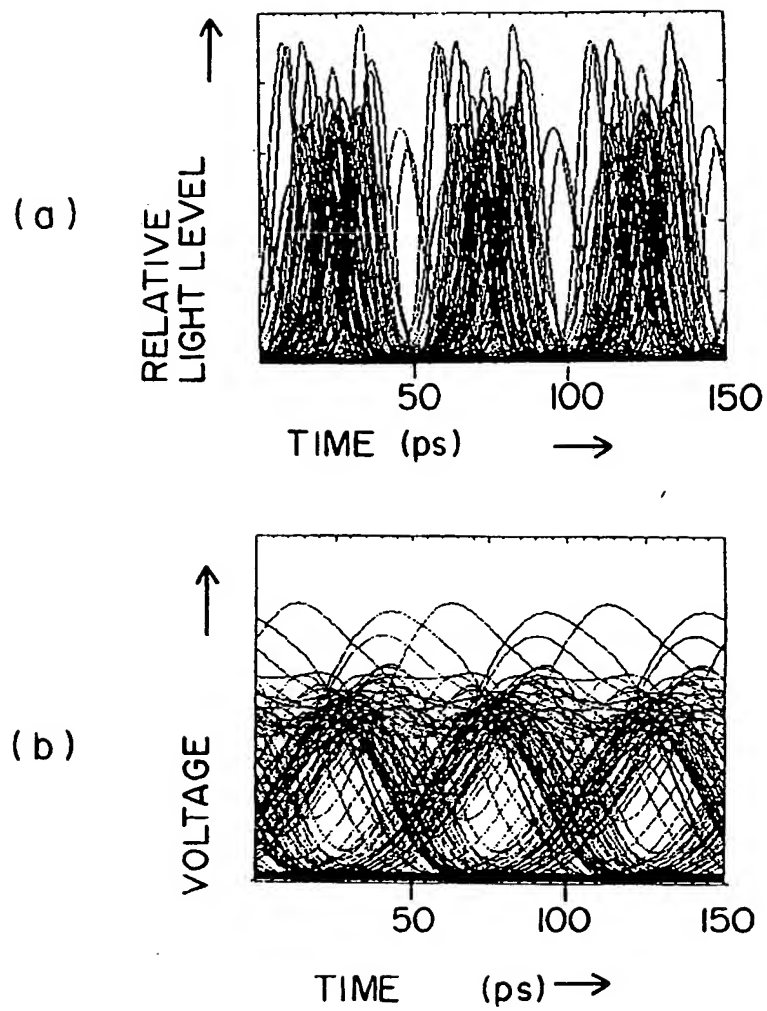 (a)
RELATIVE
LIGHT LEVEL
50
100
150
TIME (ps)
(b)
VOLTAGE
50
100
150
TIME (ps)